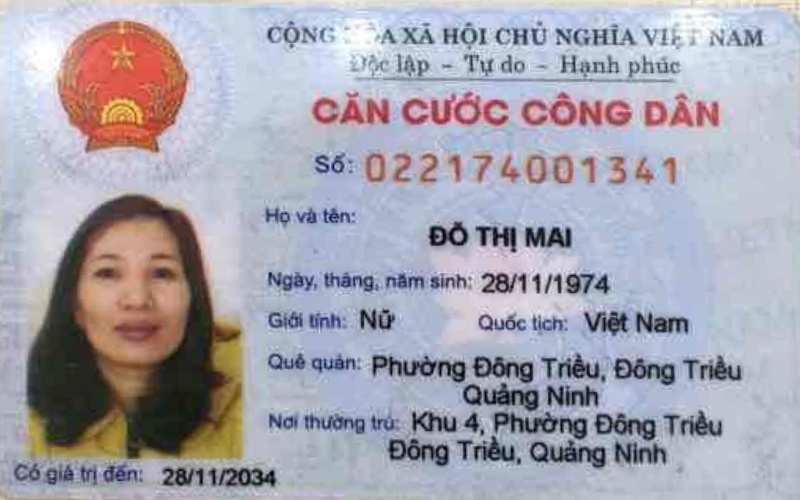 CỘNG HÒA XÃ HỘI CHỦ NGHĨA VIỆT NAM
Độc lập - Tự do - Hạnh phúc
CĂN CƯỚC CÔNG DÂN
Số: 022174001341
Họ và tên:
ĐỖ THỊ MAI
Ngày, tháng, năm sinh: 28/11/1974
Giới tính: Nữ Quốc tịch: Việt Nam
Quê quán: Phường Đông Triều, Đông Triều
Quảng Ninh
Nơi thường trú: Khu 4, Phường Đông Triều
Đông Triều, Quảng Ninh
Có giá trị đến: 28/11/2034